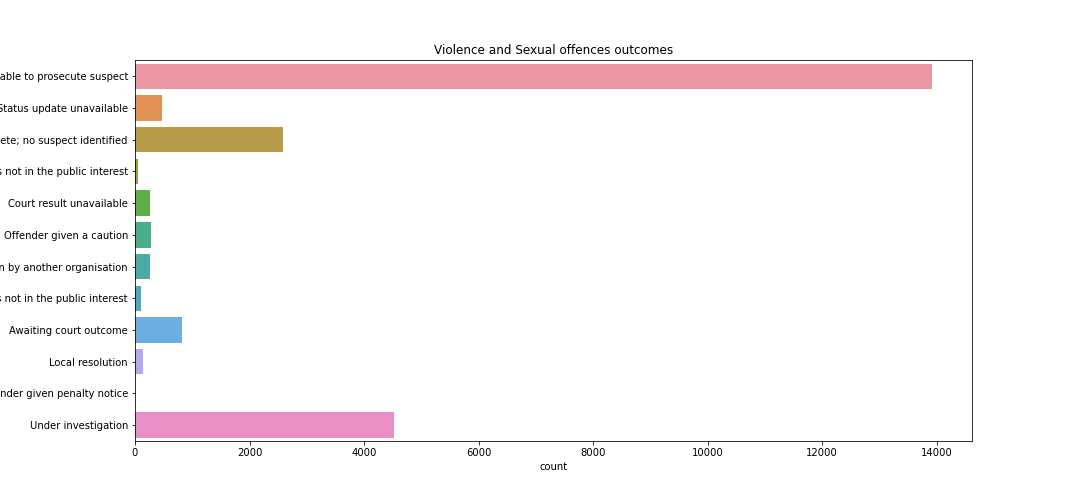 Violence and Sexual offences outcomes
able to prosecute suspect
Status update unavailable
ete; no suspect identified
s not in the public interest
Court result unavailable
Offender given a caution
n by another organisation
s not in the public interest
Awaiting court outcome
Local resolution
nder given penalty notice
Under investigation
0 2000 4000 6000 8000 10000 12000 14000
count